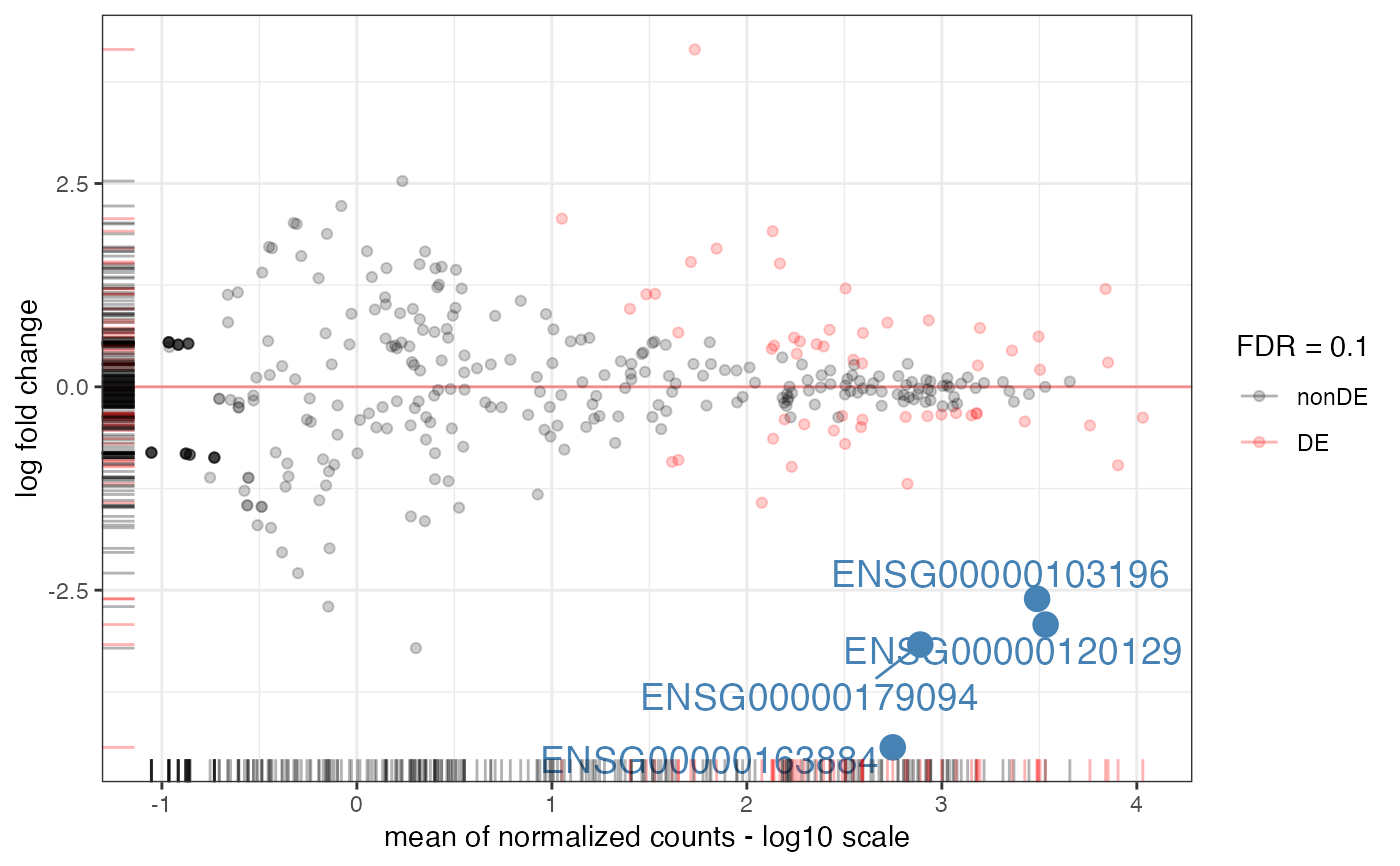 2.5
0.0
-2.5
log fold change
ENSG00000103196
ENSG00000120129
ENSG00000179094
ENSG00000163884
-1
0
1
2
3
4
mean of normalized counts - log10 scale
FDR = 0.1
nonDE
DE